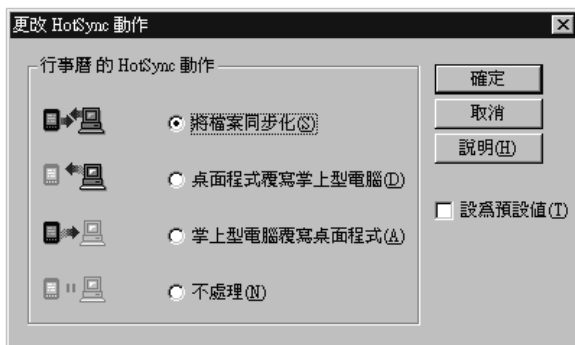 更改 HotSync 動作
行事曆 的 HotSync 動作
將檔案同步化(S)
桌面程式覆寫掌上型電腦(D)
掌上型電腦覆寫桌面程式(A)
不處理(N)
確定
取消
說明(H)
設為預設值(T)